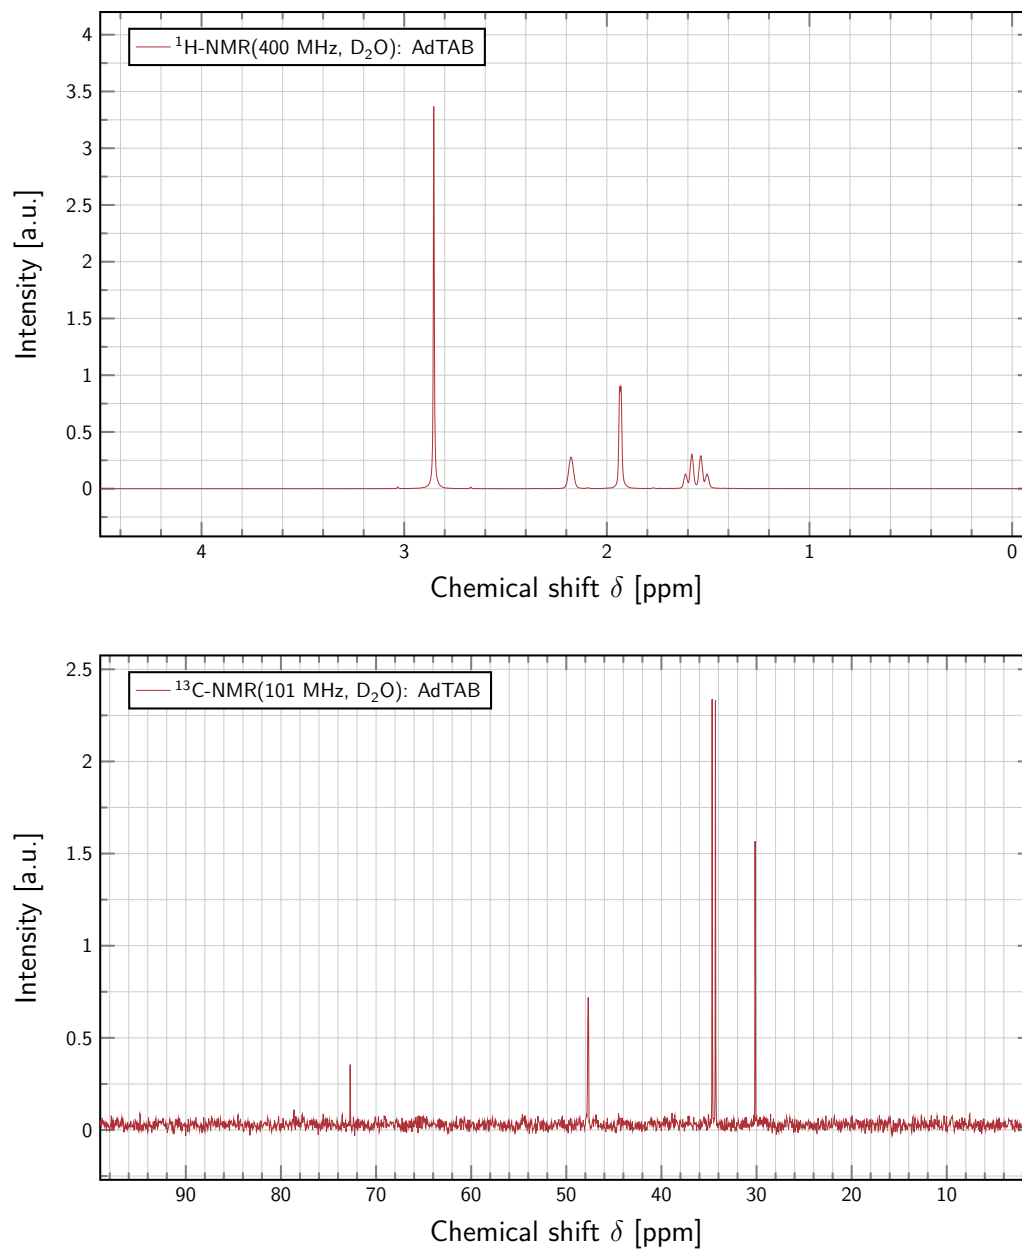 4
3.5
3
2.5
2
1.5
1
0.5
0
Intensity [a.u.]
¹H-NMR(400 MHz, D₂O): AdTAB
4 3 2 1 0
Chemical shift δ [ppm]
2.5
2
1.5
1
0.5
0
Intensity [a.u.]
¹³C-NMR(101 MHz, D₂O): AdTAB
90 80 70 60 50 40 30 20 10
Chemical shift δ [ppm]